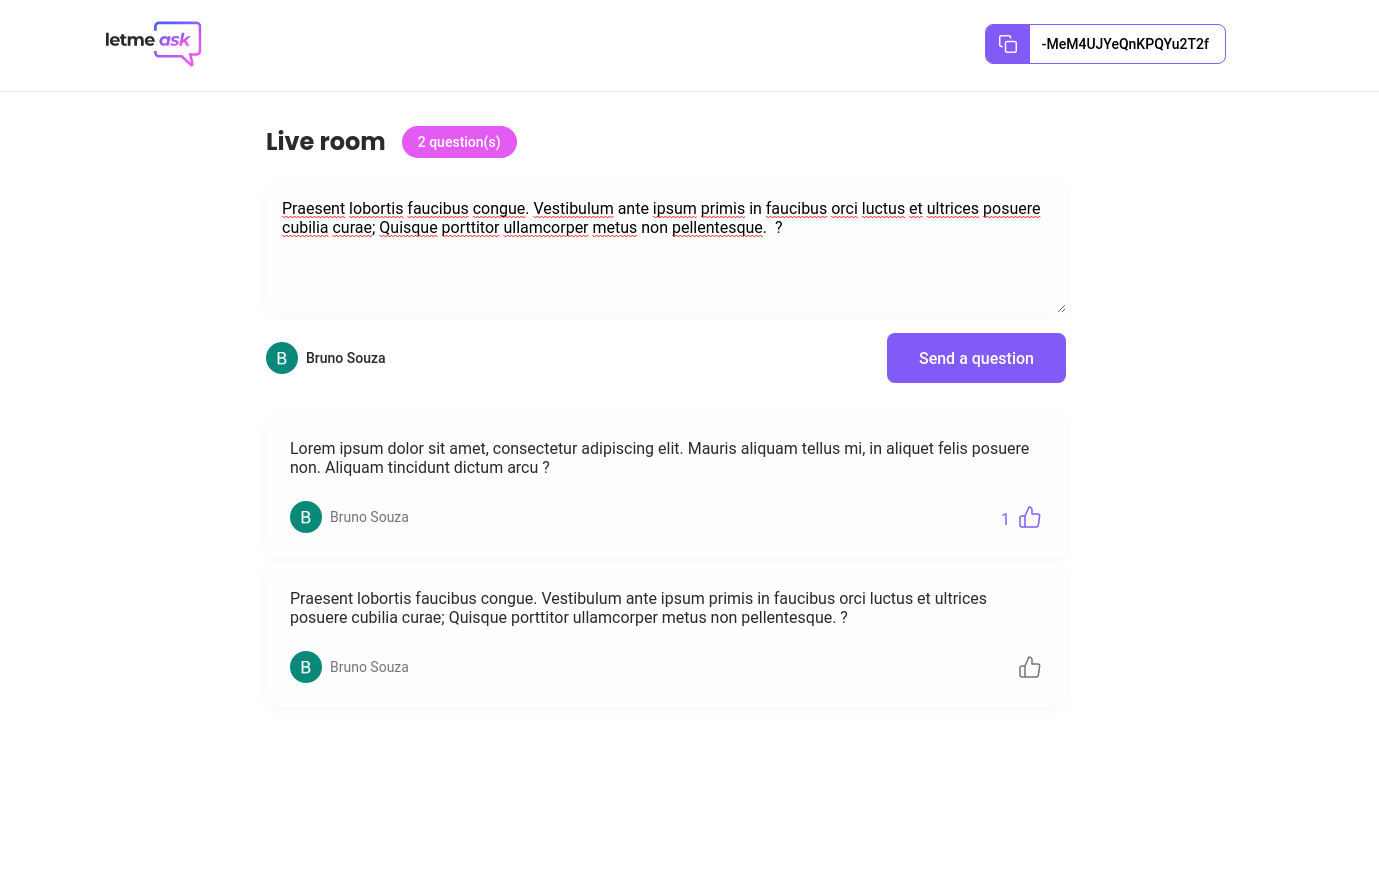 letme ask
-MeM4UJYeQnKPQYu2T2f
Live room
2 question(s)
Praesent lobortis faucibus congue. Vestibulum ante ipsum primis in faucibus orci luctus et ultrices posuere
cubilia curae; Quisque porttitor ullamcorper metus non pellentesque.  ?
B
Bruno Souza
Send a question
Lorem ipsum dolor sit amet, consectetur adipiscing elit. Mauris aliquam tellus mi, in aliquet felis posuere
non. Aliquam tincidunt dictum arcu ?
B
Bruno Souza
1
Praesent lobortis faucibus congue. Vestibulum ante ipsum primis in faucibus orci luctus et ultrices
posuere cubilia curae; Quisque porttitor ullamcorper metus non pellentesque. ?
B
Bruno Souza